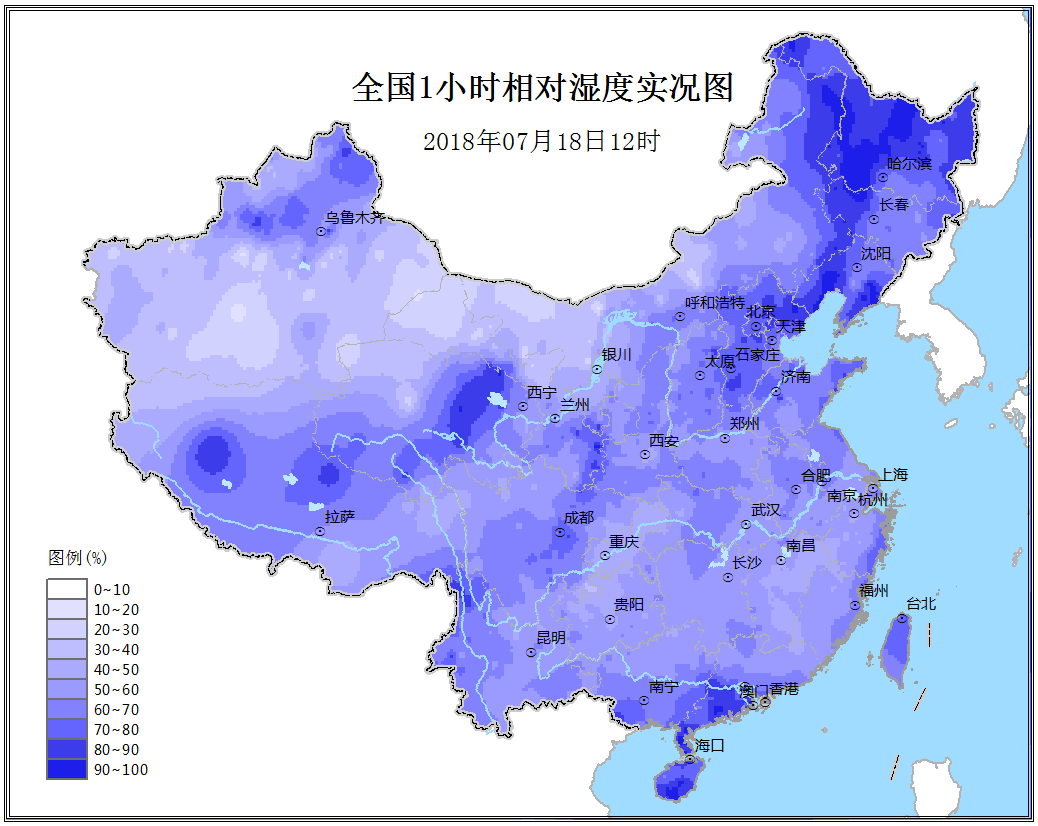 全国1小时相对湿度实况图
2018年07月18日12时
哈尔滨
长春
乌鲁木齐
沈阳
呼和浩特
北京
天津
银川
太原
石家庄
济南
西宁
兰州
郑州
西安
合肥
上海
南京
杭州
拉萨
成都
武汉
重庆
南昌
长沙
福州
贵阳
台北
昆明
南宁
澳门
香港
海口
图例(%)
0~10
10~20
20~30
30~40
40~50
50~60
60~70
70~80
80~90
90~100